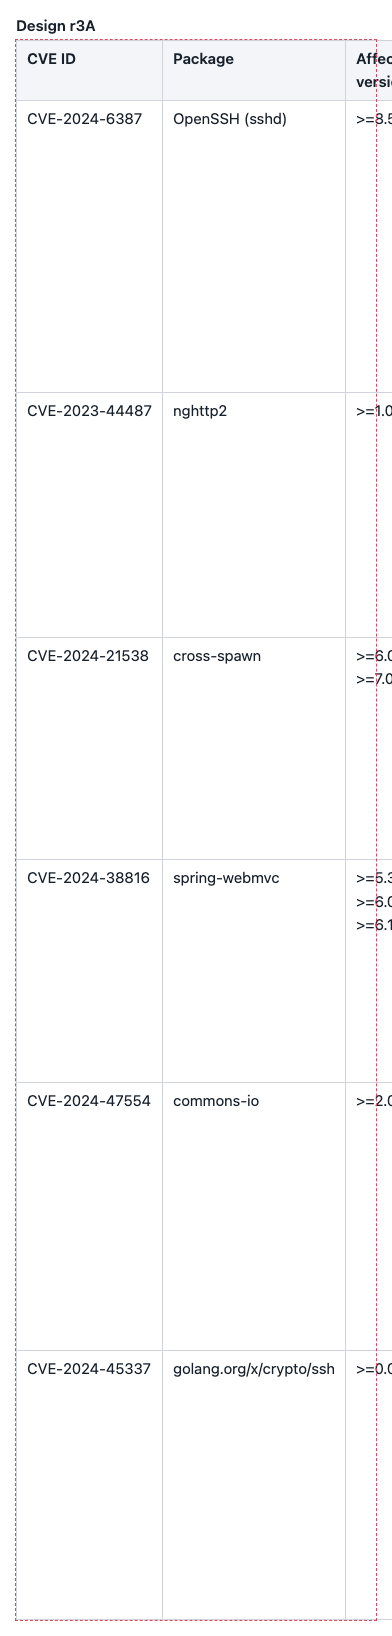 Design r3A
CVE ID Package
CVE-2024-6387 OpenSSH (sshd)
CVE-2023-44487 nghttp2
CVE-2024-21538 cross-spawn
CVE-2024-38816 spring-webmvc
CVE-2024-47554 commons-io
CVE-2024-45337 golang.org/x/crypto/ssh